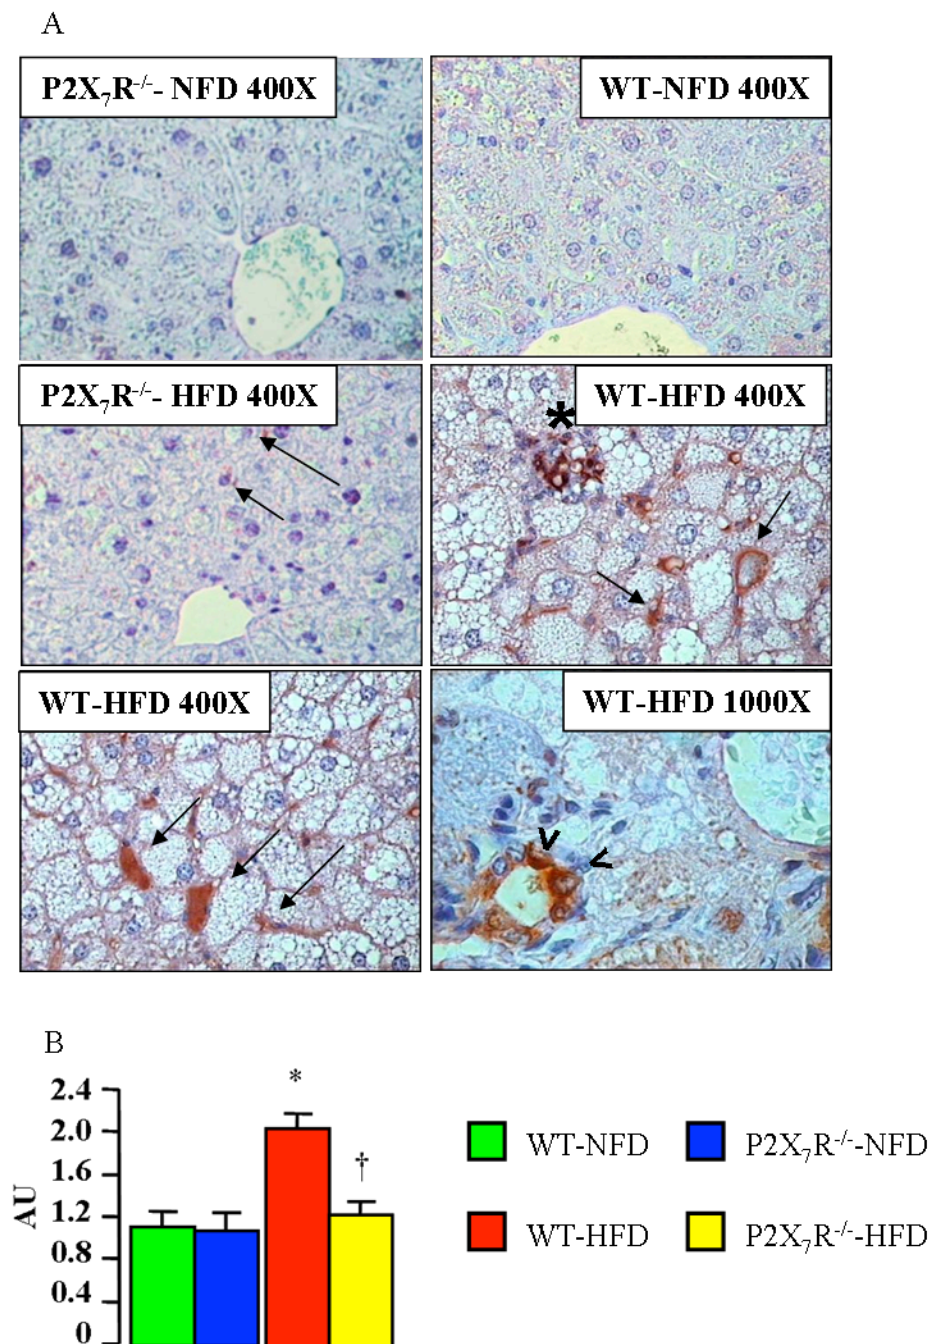 A
P2X₇R⁻/⁻- NFD 400X
WT-NFD 400X
P2X₇R⁻/⁻- HFD 400X
WT-HFD 400X
*
WT-HFD 400X
WT-HFD 1000X
B
2.4
2.0
1.6
1.2
0.8
0.4
0
AU
*
†
WT-NFD
P2X₇R⁻/⁻-NFD
WT-HFD
P2X₇R⁻/⁻-HFD